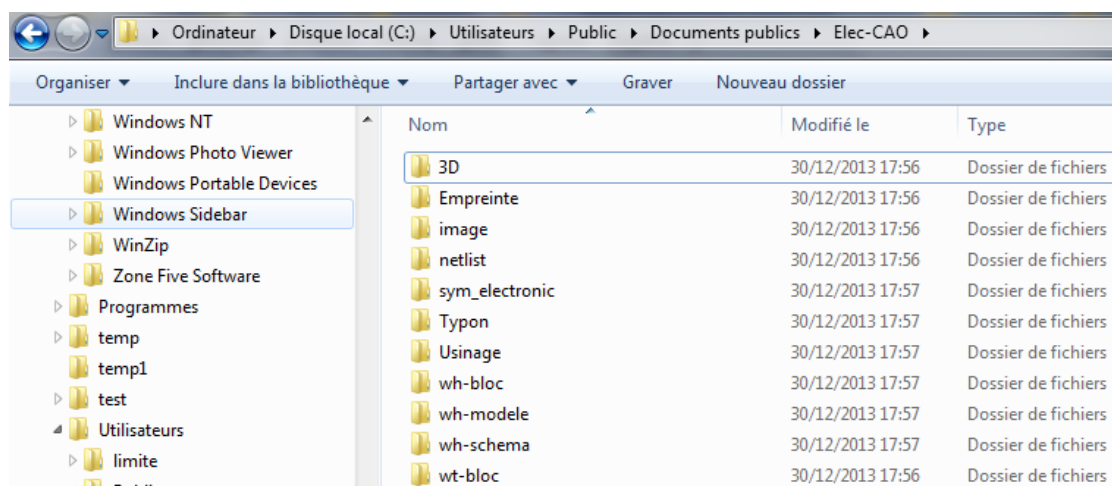 Ordinateur Disque local (C:) Utilisateurs Public Documents publics Elec-CAO
Organiser Inclure dans la bibliothèque Partager avec Graver Nouveau dossier
Windows NT
Windows Photo Viewer
Windows Portable Devices
Windows Sidebar
WinZip
Zone Five Software
Programmes
temp
temp1
test
Utilisateurs
limite
Nom Modifié le Type
3D 30/12/2013 17:56 Dossier de fichiers
Empreinte 30/12/2013 17:56 Dossier de fichiers
image 30/12/2013 17:56 Dossier de fichiers
netlist 30/12/2013 17:56 Dossier de fichiers
sym_electronic 30/12/2013 17:57 Dossier de fichiers
Typon 30/12/2013 17:57 Dossier de fichiers
Usinage 30/12/2013 17:57 Dossier de fichiers
wh-bloc 30/12/2013 17:57 Dossier de fichiers
wh-modele 30/12/2013 17:57 Dossier de fichiers
wh-schema 30/12/2013 17:57 Dossier de fichiers
wt-bloc 30/12/2013 17:56 Dossier de fichiers